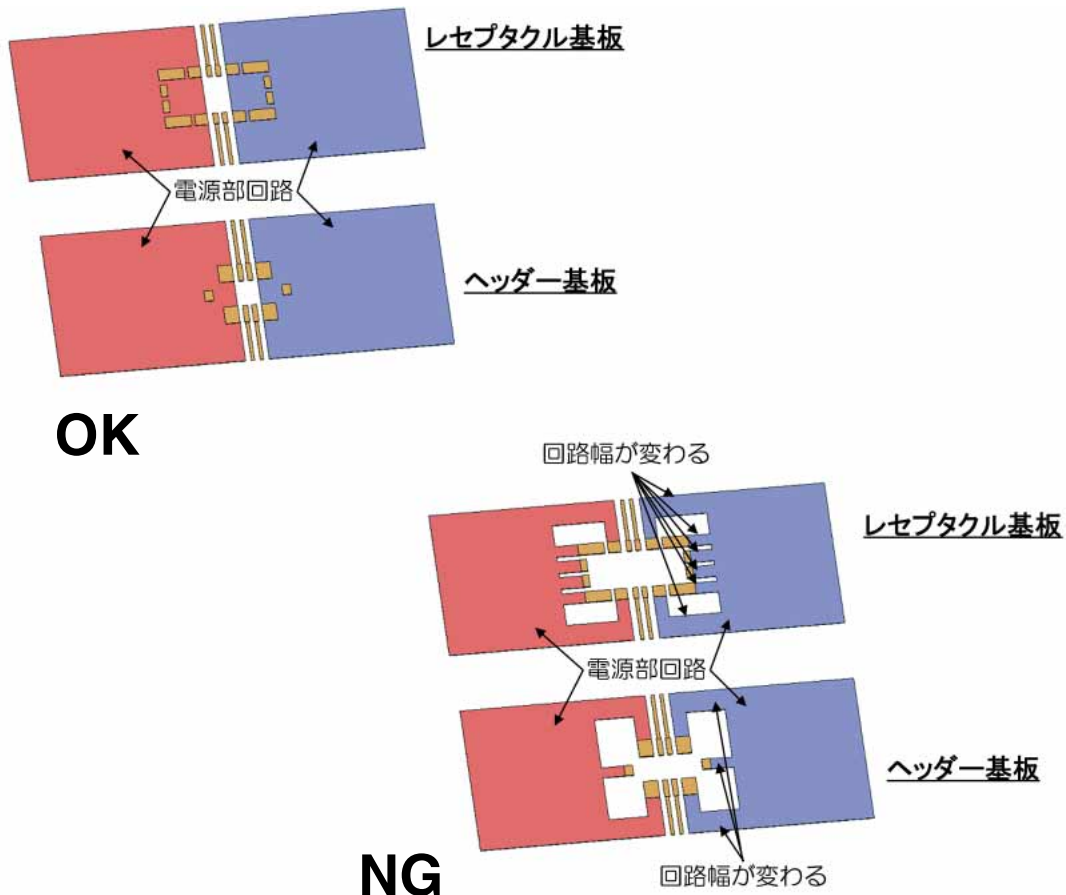 レセプタクル基板
電源部回路
ヘッダー基板
OK
回路幅が変わる
レセプタクル基板
電源部回路
ヘッダー基板
NG
回路幅が変わる